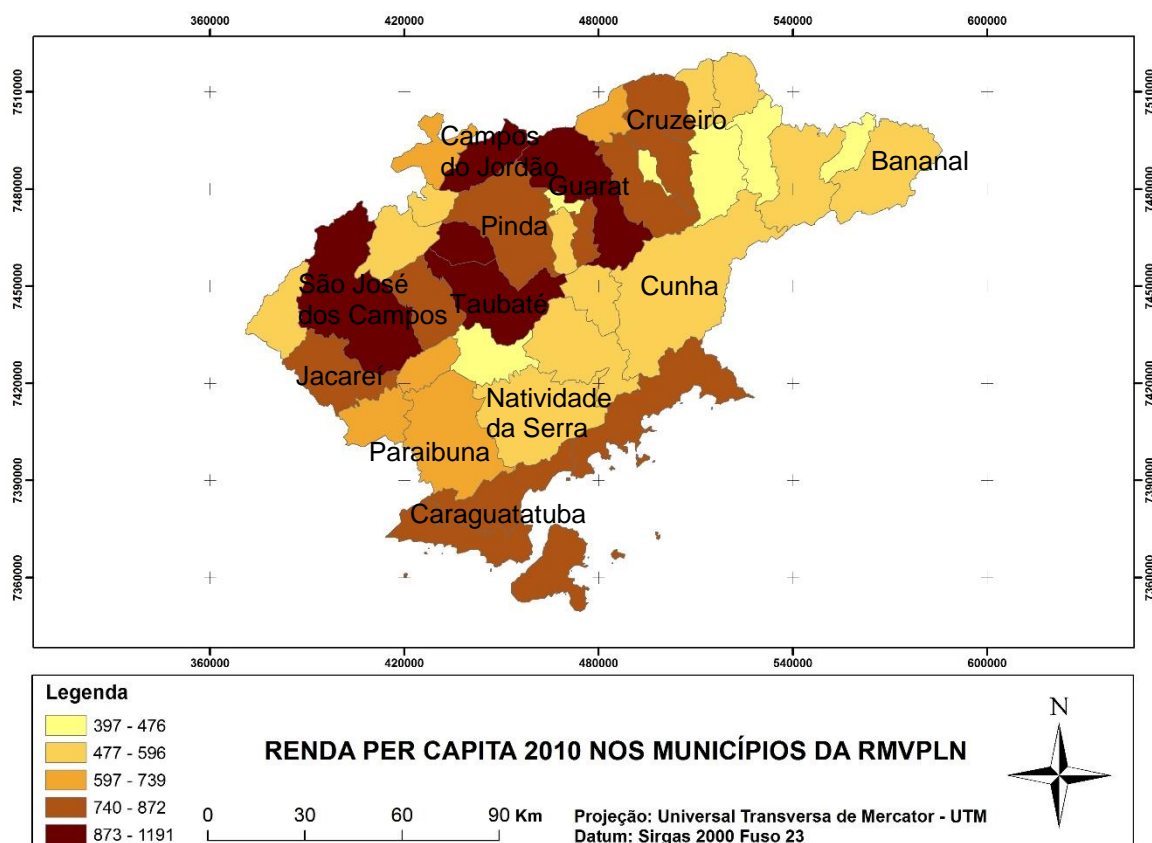 360000 420000 480000 540000 600000
7510000 7510000
Cruzeiro
Campos
do Jordão
Bananal
Guarat
7480000 7480000
Pinda
7450000 7450000
São José
dos Campos
Taubaté
Cunha
Jacareí
7420000 7420000
Natividade
da Serra
Paraibuna
7390000 7390000
Caraguatatuba
7360000 7360000
360000 420000 480000 540000 600000
Legenda
397 - 476
477 - 596
597 - 739
740 - 872
873 - 1191
RENDA PER CAPITA 2010 NOS MUNICÍPIOS DA RMVPLN
N
0 30 60 90 Km
Projeção: Universal Transversa de Mercator - UTM
Datum: Sirgas 2000 Fuso 23